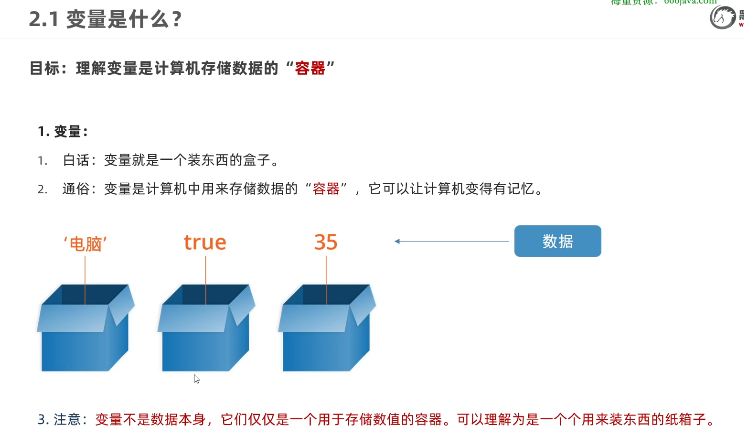 2.1 变量是什么？
目标：理解变量是计算机存储数据的“容器”
1. 变量：
1. 白话：变量就是一个装东西的盒子。
2. 通俗：变量是计算机中用来存储数据的“容器”，它可以让计算机变得有记忆。
‘电脑’ true 35 数据
3. 注意：变量不是数据本身，它们仅仅是一个用于存储数值的容器。可以理解为是一个个用来装东西的纸箱子。